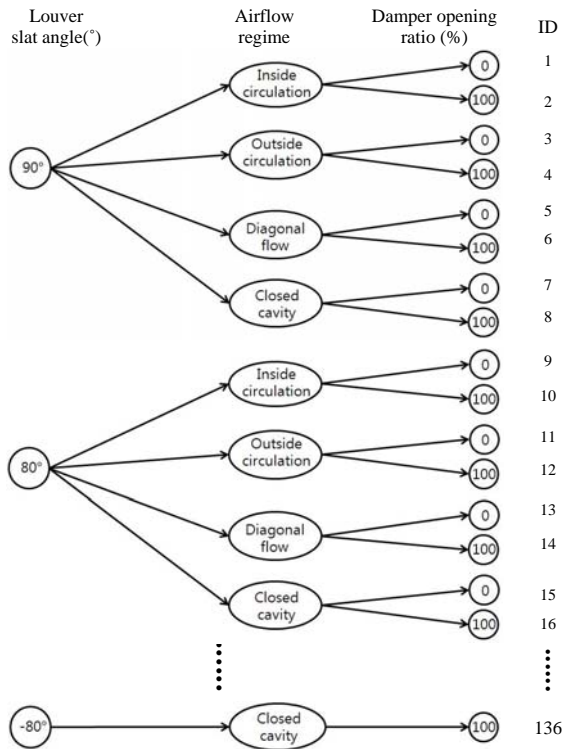 Louver slat angle(˚) Airflow regime Damper opening ratio (%) ID
90°
Inside circulation
0 1
100 2
Outside circulation
0 3
100 4
Diagonal flow
0 5
100 6
Closed cavity
0 7
100 8
80°
Inside circulation
0 9
100 10
Outside circulation
0 11
100 12
Diagonal flow
0 13
100 14
Closed cavity
0 15
100 16
-80° Closed cavity 100 136